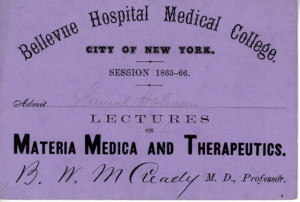 Bellevue Hospital Medical College.
CITY OF NEW YORK.
SESSION 1865-66.
Admit
LECTURES
ON
MATERIA MEDICA AND THERAPEUTICS.
B. W. McCready M. D., Professor.